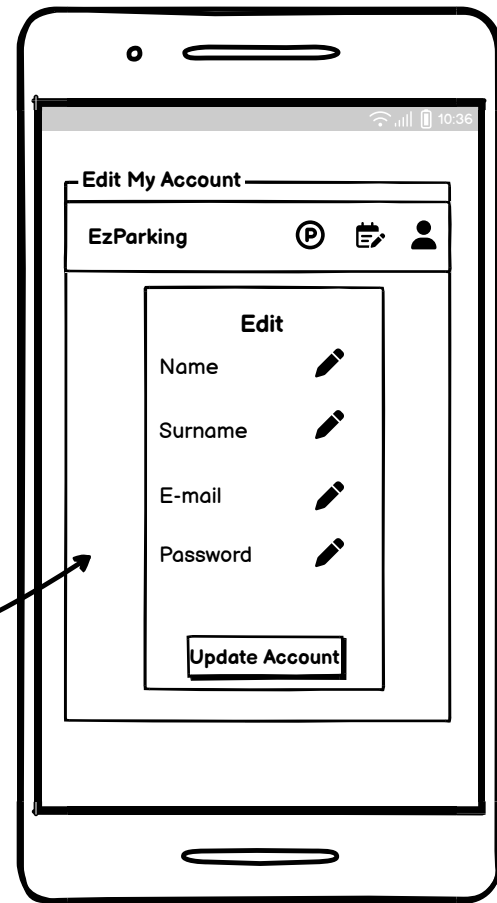 10:36
Edit My Account
EzParking P
Edit
Name
Surname
E-mail
Password
Update Account